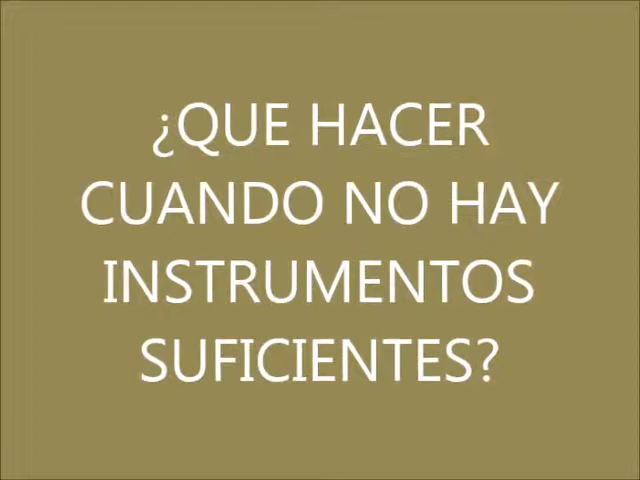 ¿QUE HACER
CUANDO NO HAY
INSTRUMENTOS
SUFICIENTES?